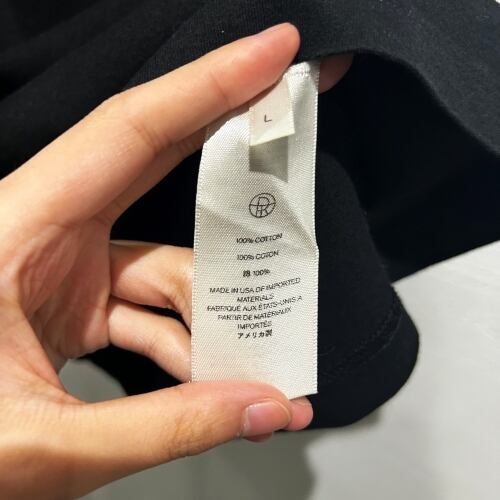 L
100% COTTON
100% COTON
綿 100%
MADE IN USA OF IMPORTED
MATERIALS
FABRIQUÉ AUX ÉTATS-UNIS A
PARTIR DE MATÉRIAUX
IMPORTÉS
アメリカ製